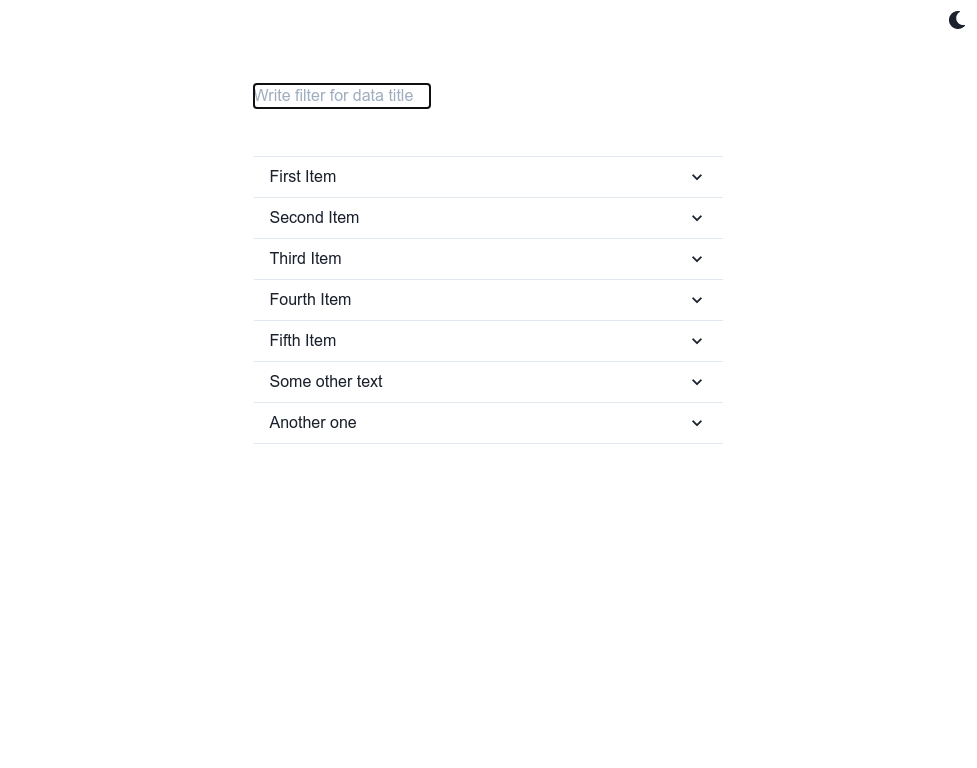 Write filter for data title
First Item
Second Item
Third Item
Fourth Item
Fifth Item
Some other text
Another one